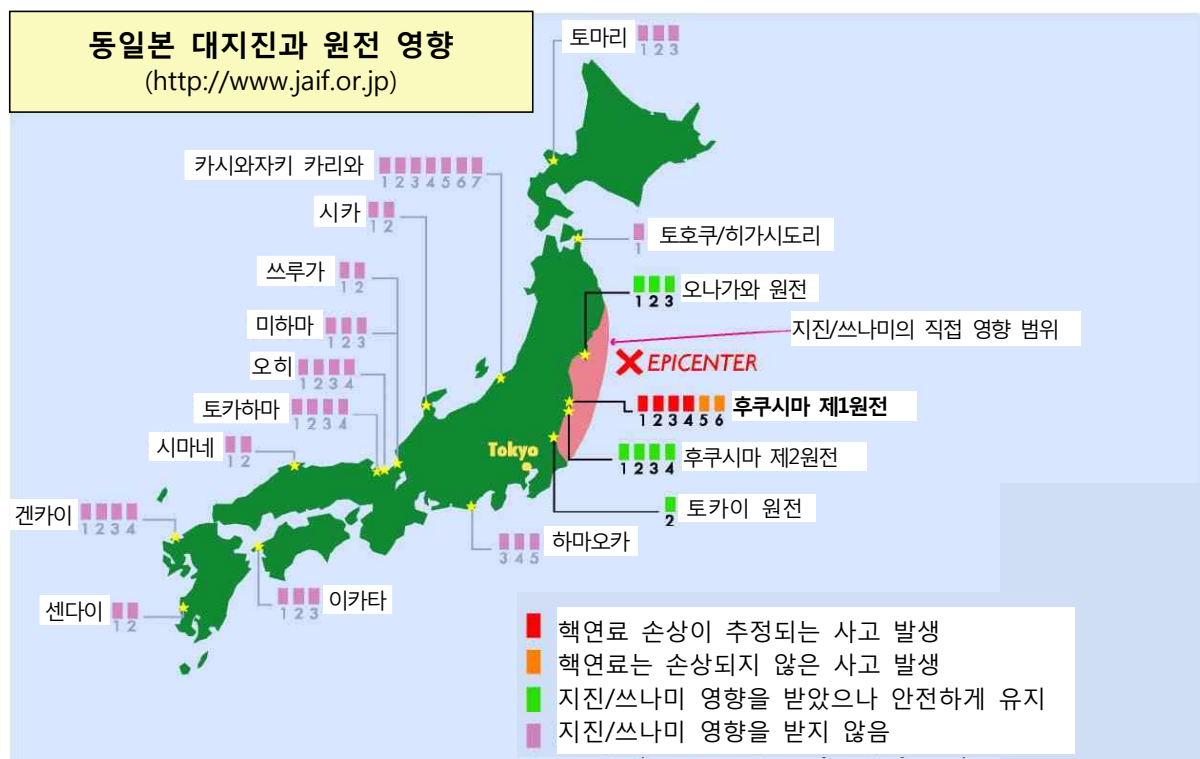 동일본 대지진과 원전 영향
(http://www.jaif.or.jp)
토마리
1 2 3
카시와자키 카리와
1 2 3 4 5 6 7
시카
1 2
토호쿠/히가시도리
1
쓰루가
1 2
오나가와 원전
1 2 3
미하마
1 2 3
지진/쓰나미의 직접 영향 범위
EPICENTER
오히
1 2 3 4
토카하마
1 2 3 4
후쿠시마 제1원전
1 2 3 4 5 6
시마네
1 2
Tokyo
후쿠시마 제2원전
1 2 3 4
겐카이
1 2 3 4
토카이 원전
2
하마오카
3 4 5
센다이
1 2
이카타
1 2 3
핵연료 손상이 추정되는 사고 발생
핵연료는 손상되지 않은 사고 발생
지진/쓰나미 영향을 받았으나 안전하게 유지
지진/쓰나미 영향을 받지 않음